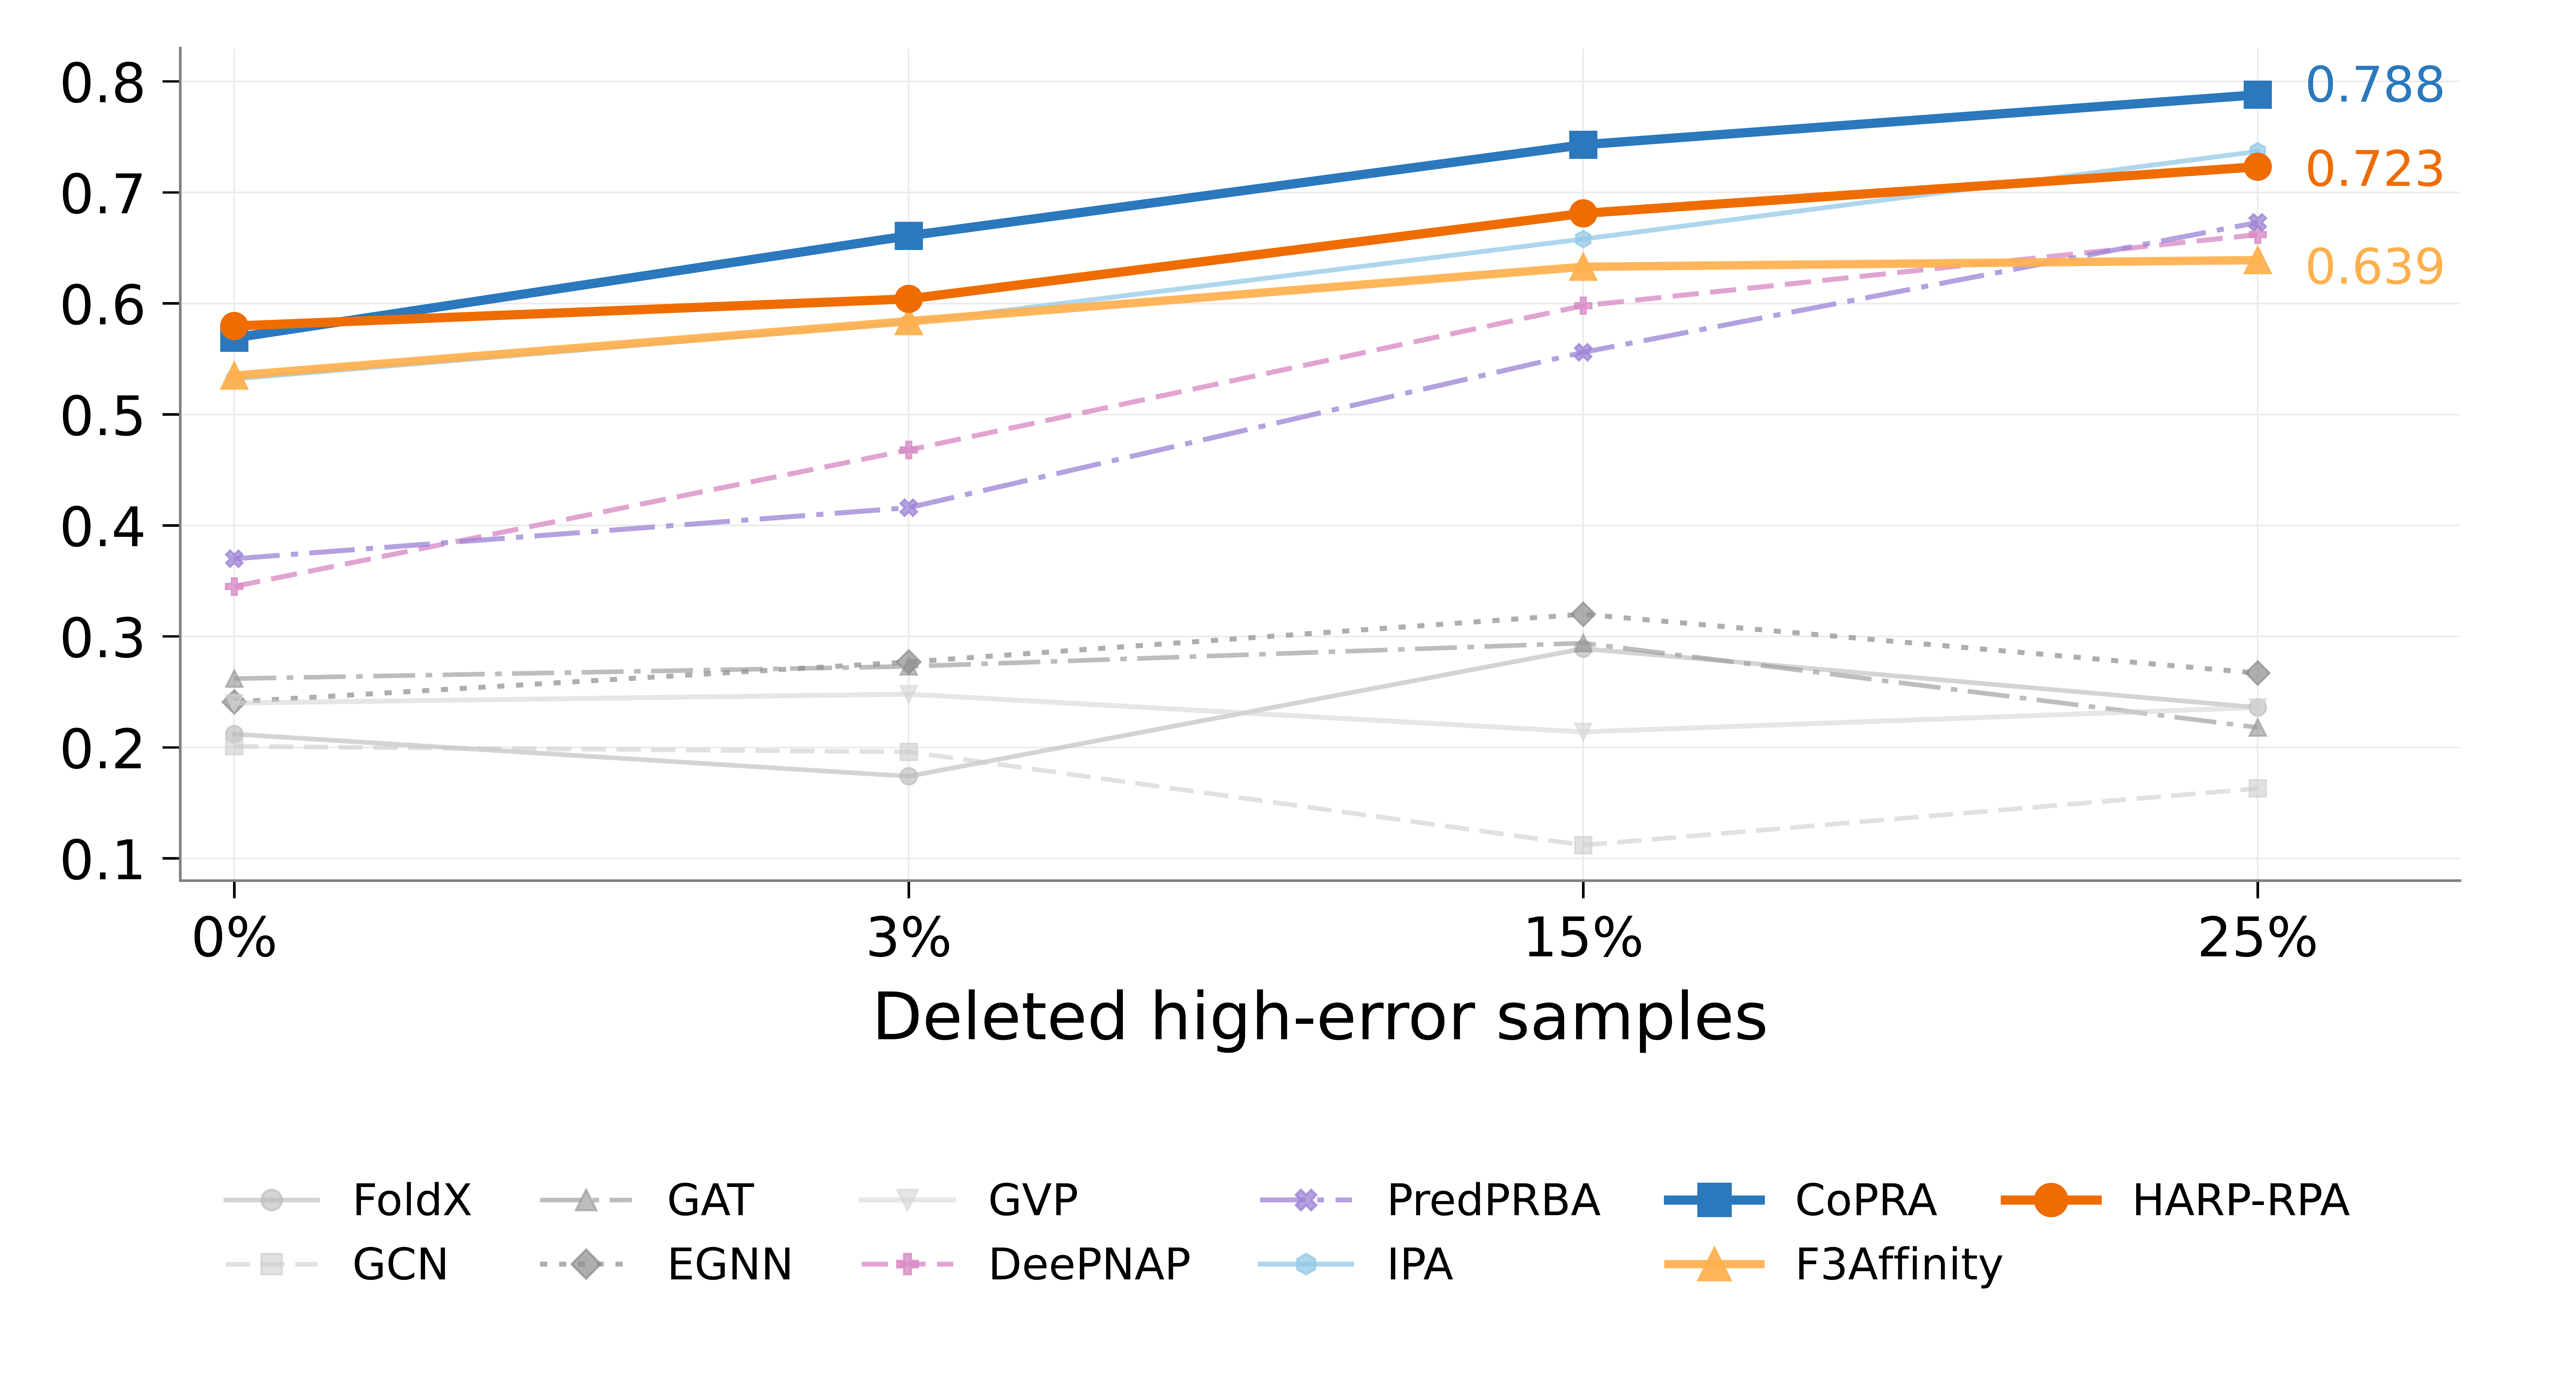 0.8
0.7
0.6
0.5
0.4
0.3
0.2
0.1
0.788
0.723
0.639
0% 3% 15% 25%
Deleted high-error samples
FoldX GAT GVP PredPRBA CoPRA HARP-RPA
GCN EGNN DeePNAP IPA F3Affinity